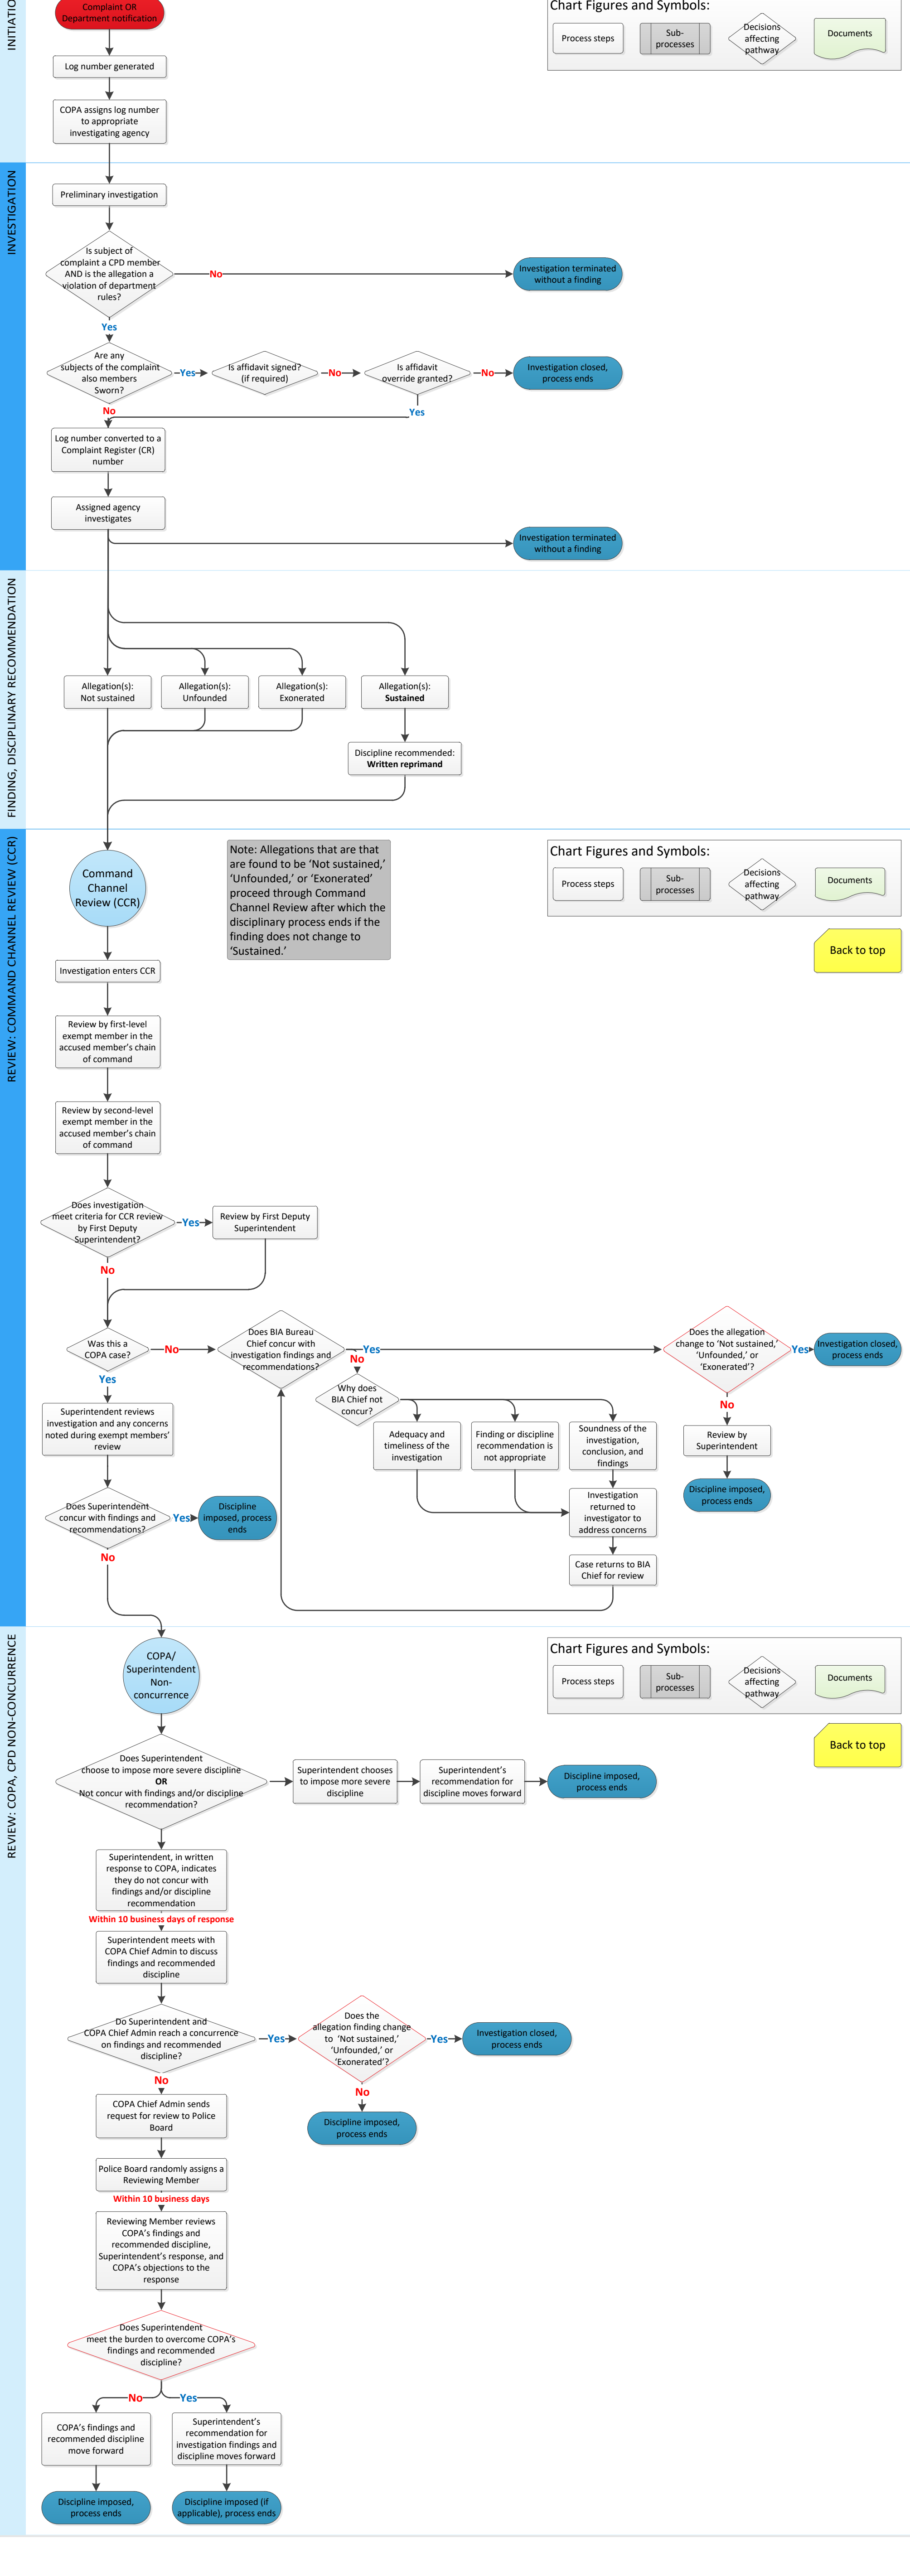 INITIATIO
Complaint OR
Department notification
Chart Figures and Symbols:
Process steps
Sub-
processes
Decisions
affecting
pathway
Documents
Log number generated
COPA assigns log number
to appropriate
investigating agency
INVESTIGATION
Preliminary investigation
Is subject of
complaint a CPD member
AND is the allegation a
violation of department
rules?
No
Investigation terminated
without a finding
Yes
Are any
subjects of the complaint
also members
Sworn?
Yes
Is affidavit signed?
(if required)
No
Is affidavit
override granted?
No
Investigation closed,
process ends
No
Yes
Log number converted to a
Complaint Register (CR)
number
Assigned agency
investigates
Investigation terminated
without a finding
FINDING, DISCIPLINARY RECOMMENDATION
Allegation(s):
Not sustained
Allegation(s):
Unfounded
Allegation(s):
Exonerated
Allegation(s):
Sustained
Discipline recommended:
Written reprimand
REVIEW: COMMAND CHANNEL REVIEW (CCR)
Command
Channel
Review (CCR)
Note: Allegations that are that
are found to be ‘Not sustained,’
‘Unfounded,’ or ‘Exonerated’
proceed through Command
Channel Review after which the
disciplinary process ends if the
finding does not change to
‘Sustained.’
Chart Figures and Symbols:
Process steps
Sub-
processes
Decisions
affecting
pathway
Documents
Back to top
Investigation enters CCR
Review by first-level
exempt member in the
accused member’s chain
of command
Review by second-level
exempt member in the
accused member’s chain
of command
Does investigation
meet criteria for CCR review
by First Deputy
Superintendent?
Yes
Review by First Deputy
Superintendent
No
Was this a
COPA case?
No
Does BIA Bureau
Chief concur with
investigation findings and
recommendations?
Yes
Does the allegation
change to ‘Not sustained,’
‘Unfounded,’ or
‘Exonerated’?
Yes
Investigation closed,
process ends
No
Why does
BIA Chief not
concur?
Yes
Superintendent reviews
investigation and any concerns
noted during exempt members’
review
Adequacy and
timeliness of the
investigation
Finding or discipline
recommendation is
not appropriate
Soundness of the
investigation,
conclusion, and
findings
No
Review by
Superintendent
Discipline imposed,
process ends
Does Superintendent
concur with findings and
recommendations?
Yes
Discipline
imposed, process
ends
Investigation
returned to
investigator to
address concerns
Case returns to BIA
Chief for review
No
REVIEW: COPA, CPD NON-CONCURRENCE
COPA/
Superintendent
Non-
concurrence
Chart Figures and Symbols:
Process steps
Sub-
processes
Decisions
affecting
pathway
Documents
Back to top
Does Superintendent
choose to impose more severe discipline
OR
Not concur with findings and/or discipline
recommendation?
Superintendent chooses
to impose more severe
discipline
Superintendent’s
recommendation for
discipline moves forward
Discipline imposed,
process ends
Superintendent, in written
response to COPA, indicates
they do not concur with
findings and/or discipline
recommendation
Within 10 business days of response
Superintendent meets with
COPA Chief Admin to discuss
findings and recommended
discipline
Do Superintendent and
COPA Chief Admin reach a concurrence
on findings and recommended
discipline?
Yes
Does the
allegation finding change
to ‘Not sustained,’
‘Unfounded,’ or
‘Exonerated’?
Yes
Investigation closed,
process ends
No
No
Discipline imposed,
process ends
COPA Chief Admin sends
request for review to Police
Board
Police Board randomly assigns a
Reviewing Member
Within 10 business days
Reviewing Member reviews
COPA’s findings and
recommended discipline,
Superintendent’s response, and
COPA’s objections to the
response
Does Superintendent
meet the burden to overcome COPA’s
findings and recommended
discipline?
No
Yes
COPA’s findings and
recommended discipline
move forward
Superintendent’s
recommendation for
investigation findings and
discipline moves forward
Discipline imposed,
process ends
Discipline imposed (if
applicable), process ends